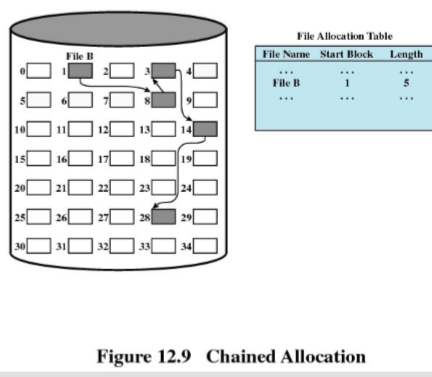 File Allocation Table
File Name Start Block Length
... ... ...
File B 1 5
... ... ...
File B
0 1 2 3 4
5 6 7 8 9
10 11 12 13 14
15 16 17 18 19
20 21 22 23 24
25 26 27 28 29
30 31 32 33 34
Figure 12.9 Chained Allocation